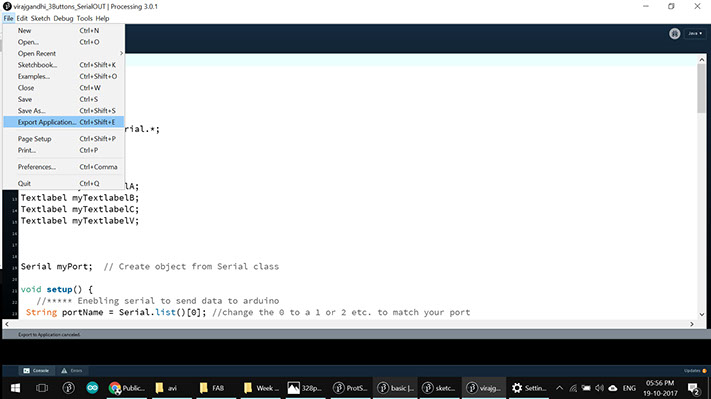 virajgandhi_3Buttons_SerialOUT | Processing 3.0.1
File Edit Sketch Debug Tools Help
Java
New Ctrl+N
Open... Ctrl+O
Open Recent
Sketchbook... Ctrl+Shift+K
Examples... Ctrl+Shift+O
Close Ctrl+W
Save Ctrl+S
Save As... Ctrl+Shift+S
Export Application... Ctrl+Shift+E
rial.*;
Page Setup Ctrl+Shift+P
Print... Ctrl+P
Preferences... Ctrl+Comma
Quit Ctrl+Q
lA;
Textlabel myTextlabelB;
Textlabel myTextlabelC;
Textlabel myTextlabelV;
Serial myPort; // Create object from Serial class
void setup() {
//***** Enebling serial to send data to arduino
String portName = Serial.list()[0]; //change the 0 to a 1 or 2 etc. to match your port
Export to Application canceled.
Console Errors Updates
Public... avi FAB Week ... 328p... ProtS... basic |... sketc... virajg... Settin... ENG 05:56 PM
19-10-2017 2